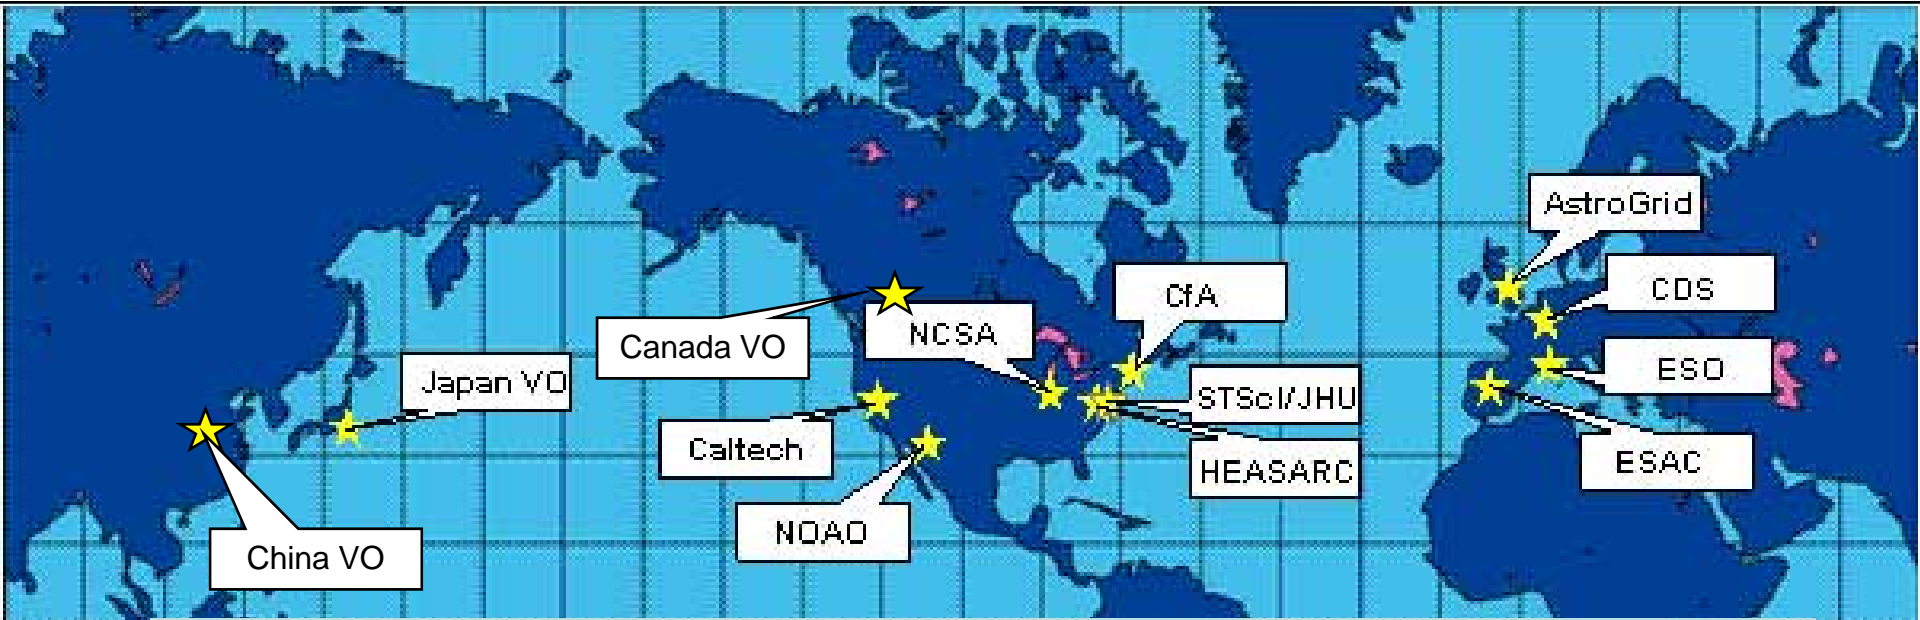 AstroGrid
CfA
CDS
NCSA
Canada VO
Japan VO
ESO
STScI/JHU
Caltech
HEASARC
ESAC
NOAO
China VO